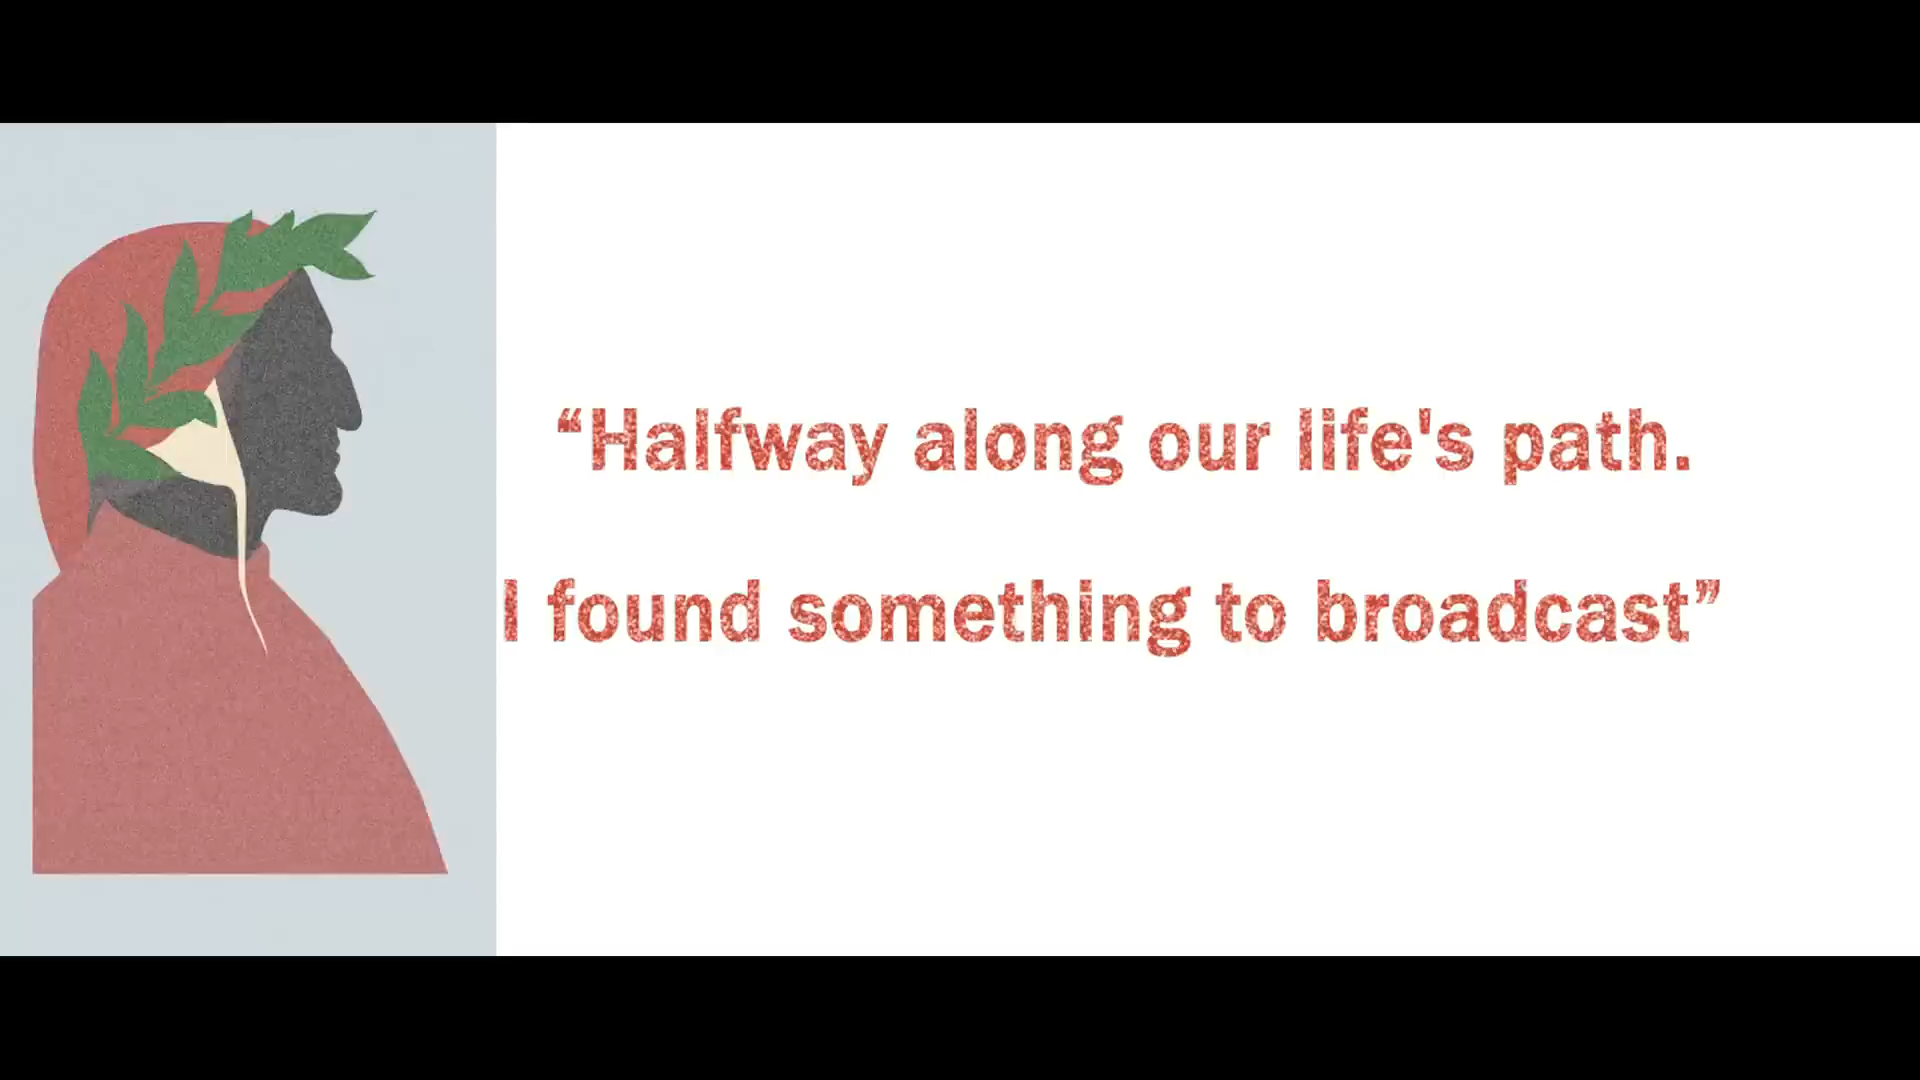 “Halfway along our life's path.
I found something to broadcast”